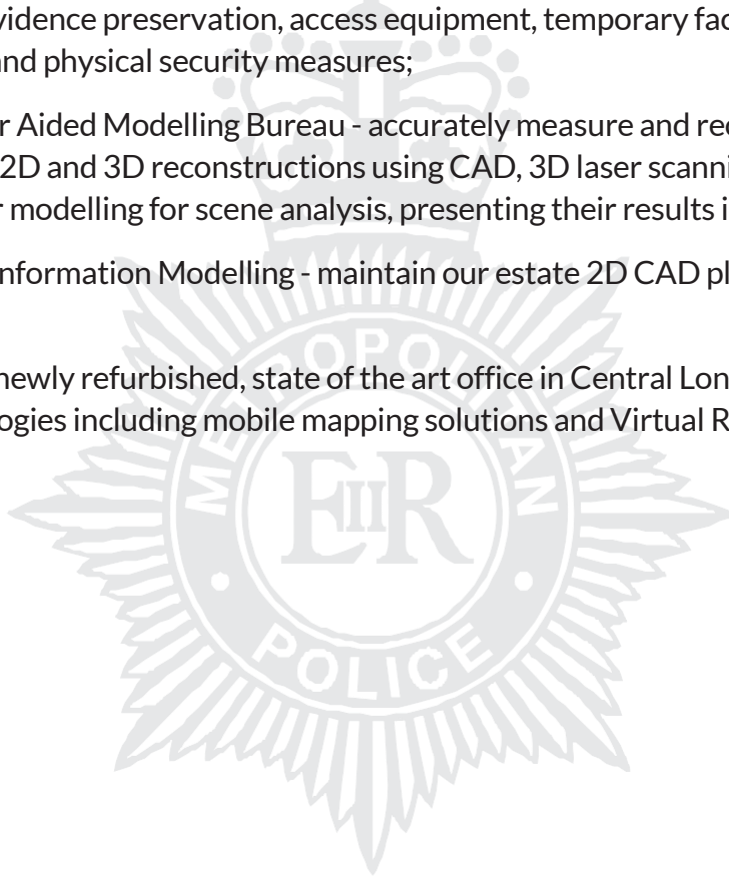 vidence preservation, access equipment, temporary fac
and physical security measures;
r Aided Modelling Bureau - accurately measure and rec
2D and 3D reconstructions using CAD, 3D laser scanni
r modelling for scene analysis, presenting their results i
nformation Modelling - maintain our estate 2D CAD pl
newly refurbished, state of the art office in Central Lon
ogies including mobile mapping solutions and Virtual R
METROPOLITAN
EIIR
POLICE